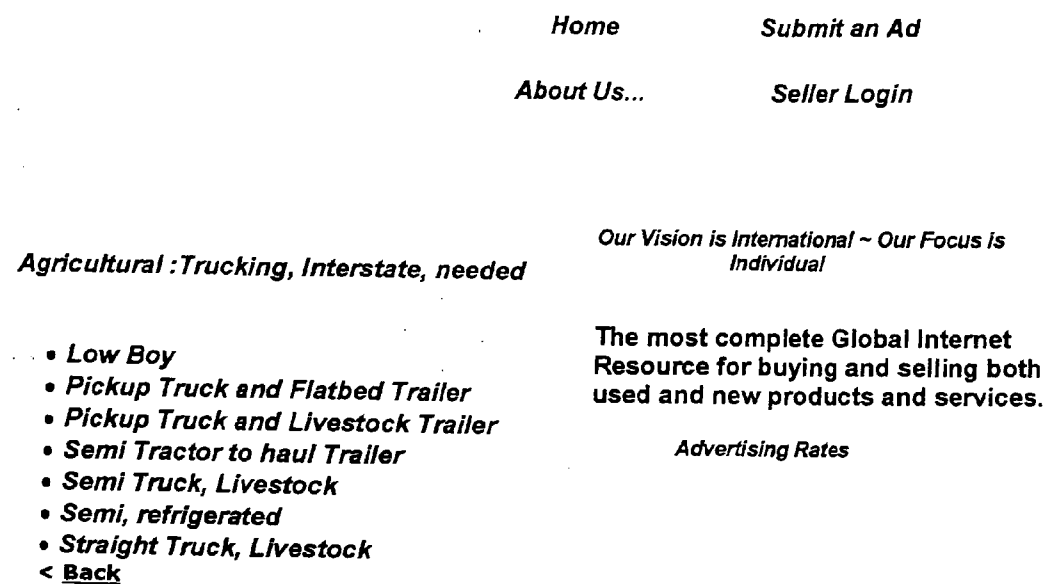 Home
Submit an Ad
About Us...
Seller Login
Our Vision is International ~ Our Focus is
Individual
Agricultural :Trucking, Interstate, needed
• Low Boy
• Pickup Truck and Flatbed Trailer
• Pickup Truck and Livestock Trailer
• Semi Tractor to haul Trailer
• Semi Truck, Livestock
• Semi, refrigerated
• Straight Truck, Livestock
< Back
The most complete Global Internet
Resource for buying and selling both
used and new products and services.
Advertising Rates